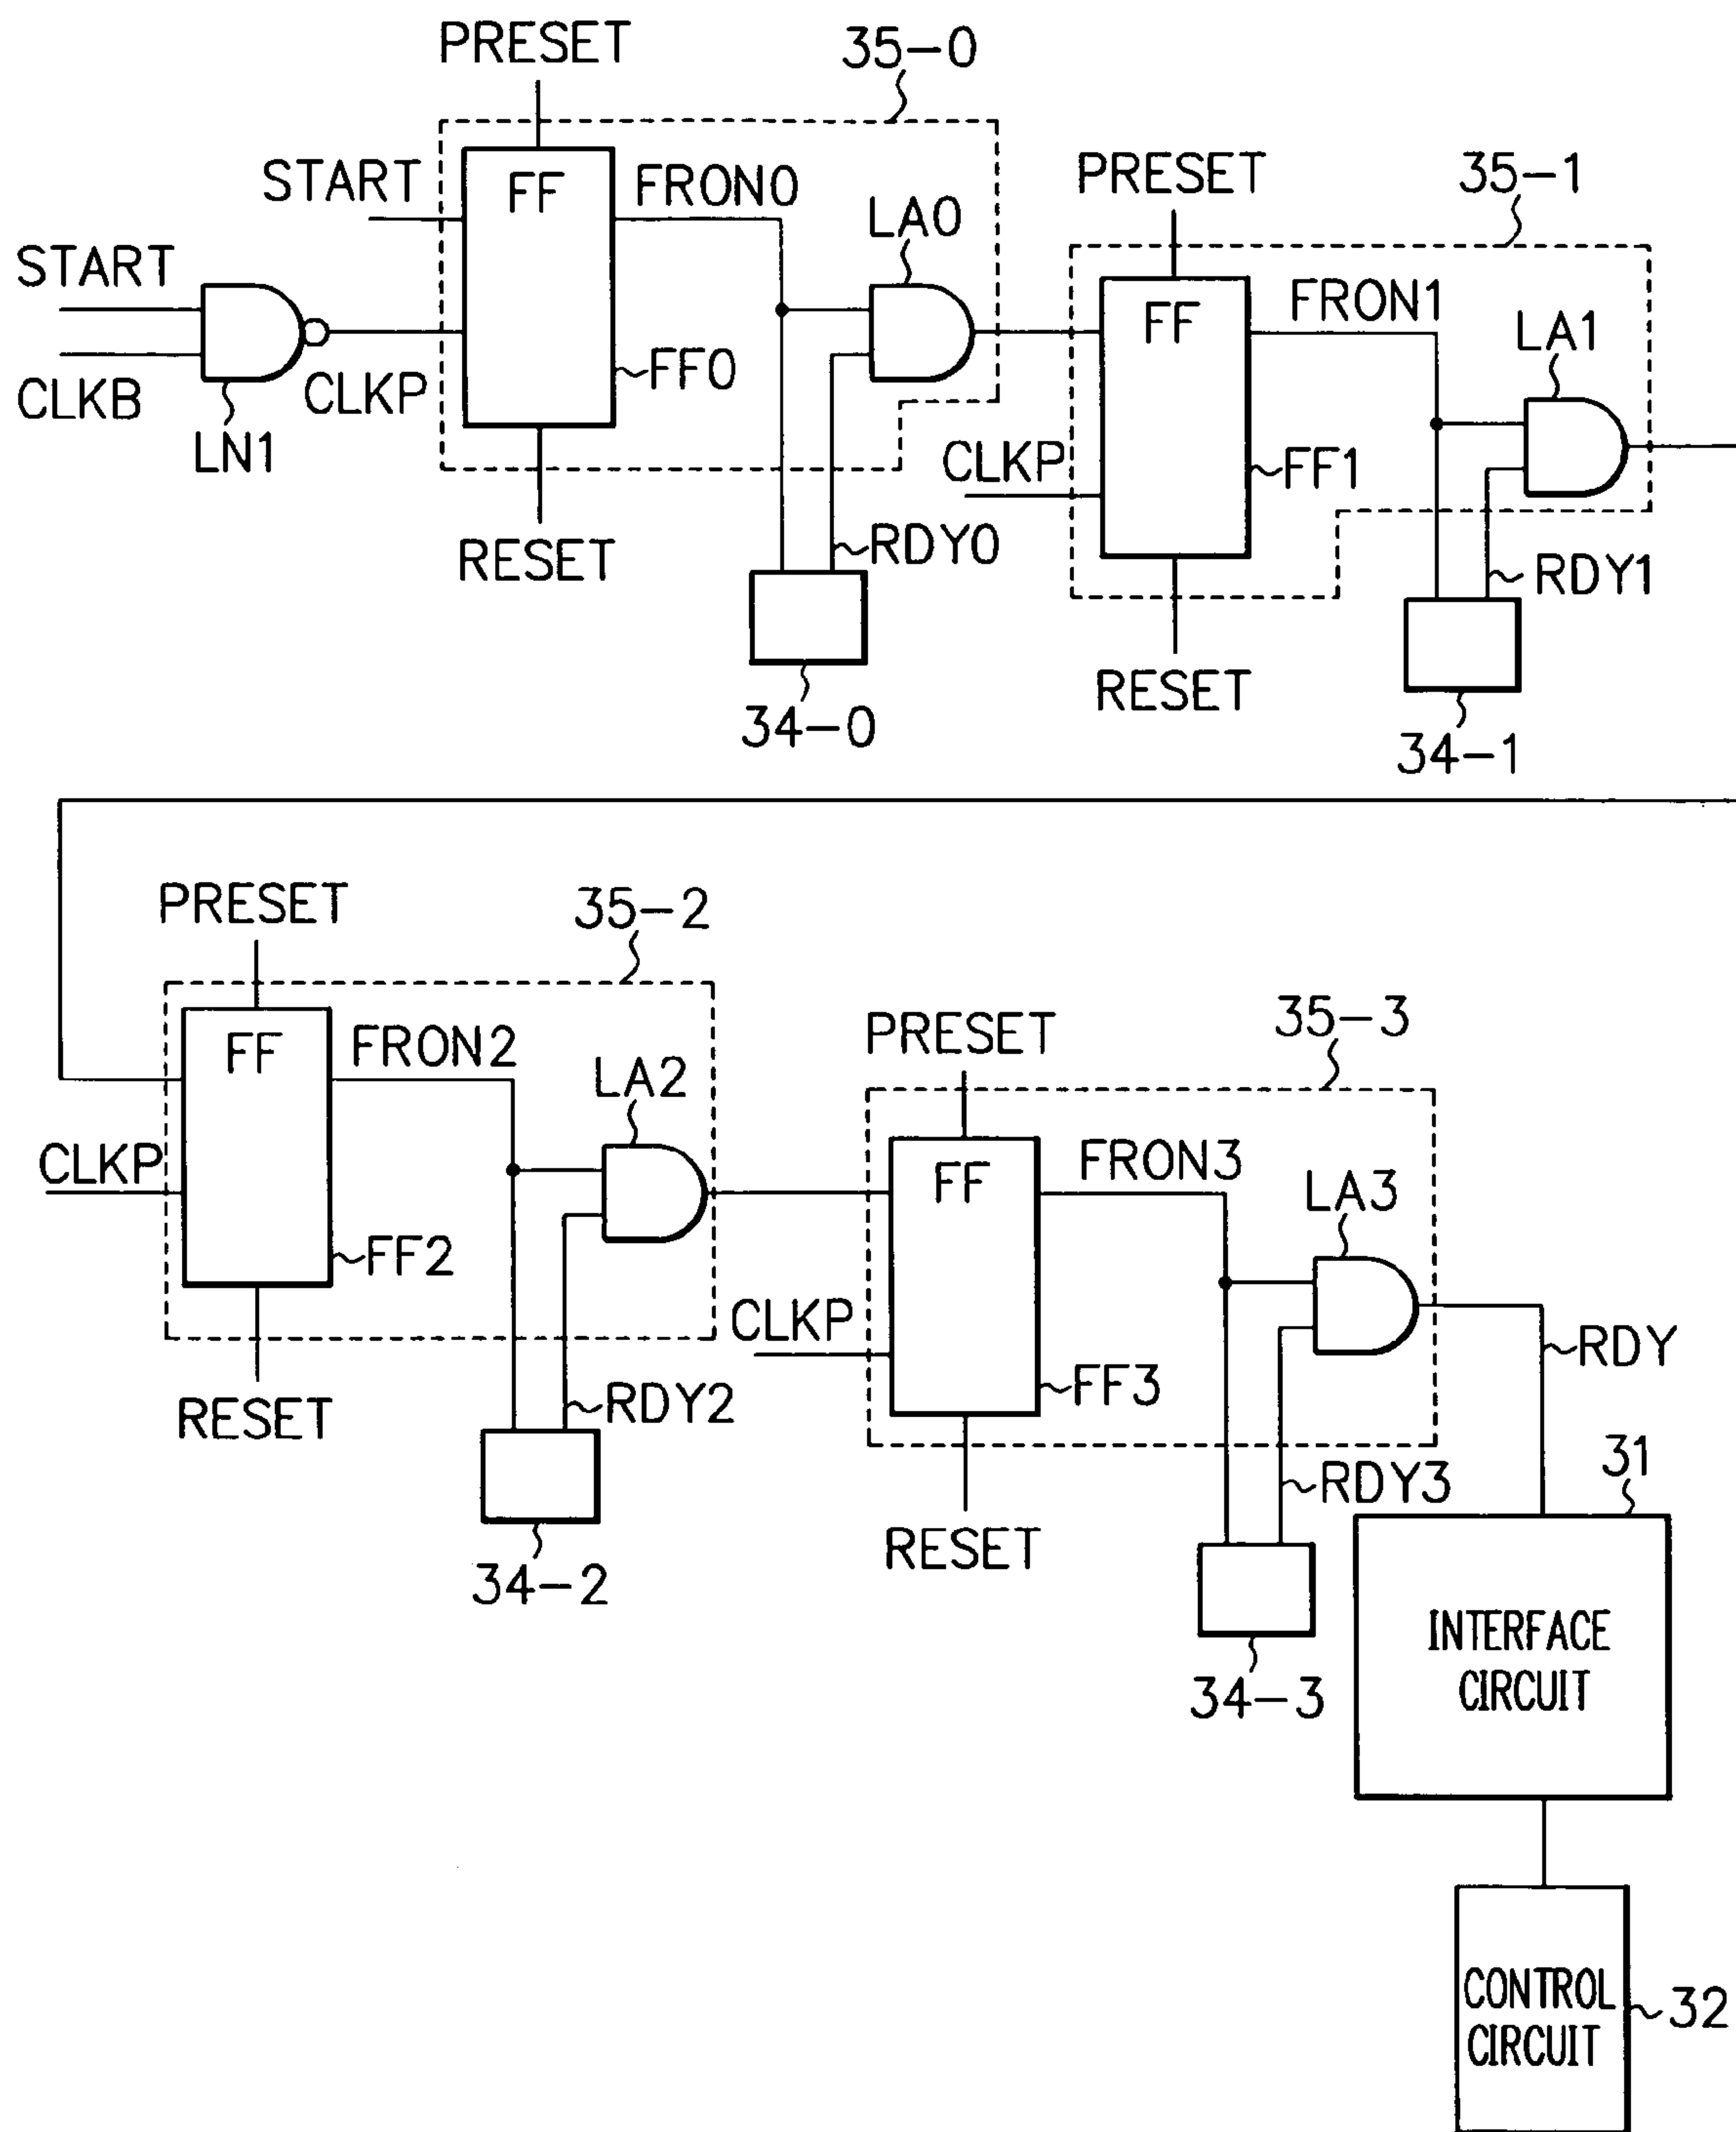 PRESET
35-0
START
FF
FRON0
LA0
START
CLKB
LN1
CLKP
FF0
RESET
RDY0
34-0
PRESET
35-1
FF
FRON1
LA1
CLKP
FF1
RDY1
RESET
34-1
PRESET
35-2
FF
FRON2
LA2
CLKP
FF2
RESET
RDY2
34-2
PRESET
35-3
FF
FRON3
LA3
CLKP
FF3
RDY
RDY3
RESET
34-3
31
INTERFACE
CIRCUIT
CONTROL
CIRCUIT
32